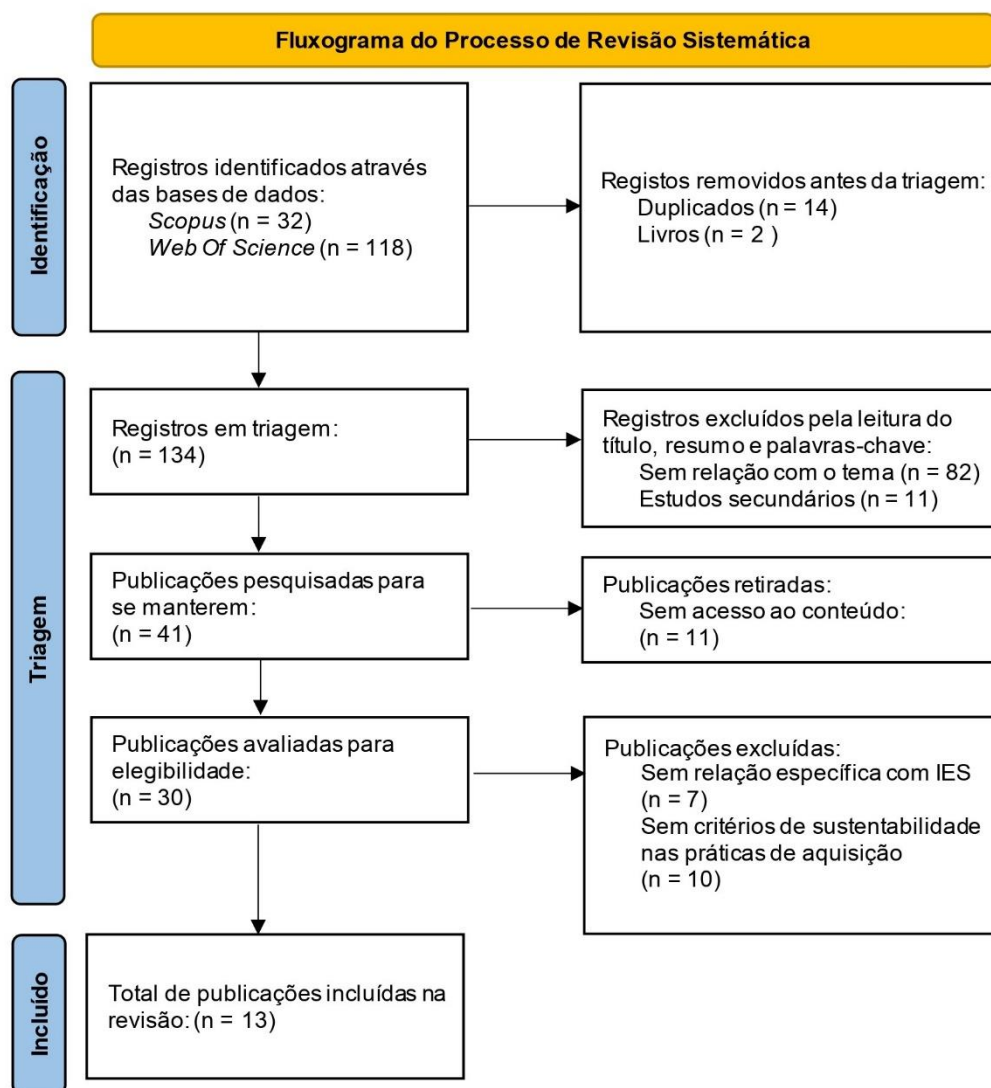 Fluxograma do Processo de Revisão Sistemática
Identificação
Registros identificados através
das bases de dados:
Scopus (n = 32)
Web Of Science (n = 118)
Registos removidos antes da triagem:
Duplicados (n = 14)
Livros (n = 2 )
Triagem
Registros em triagem:
(n = 134)
Registros excluídos pela leitura do
título, resumo e palavras-chave:
Sem relação com o tema (n = 82)
Estudos secundários (n = 11)
Publicações pesquisadas para
se manterem:
(n = 41)
Publicações retiradas:
Sem acesso ao conteúdo:
(n = 11)
Publicações avaliadas para
elegibilidade:
(n = 30)
Publicações excluídas:
Sem relação específica com IES
(n = 7)
Sem critérios de sustentabilidade
nas práticas de aquisição
(n = 10)
Incluído
Total de publicações incluídas na
revisão: (n = 13)